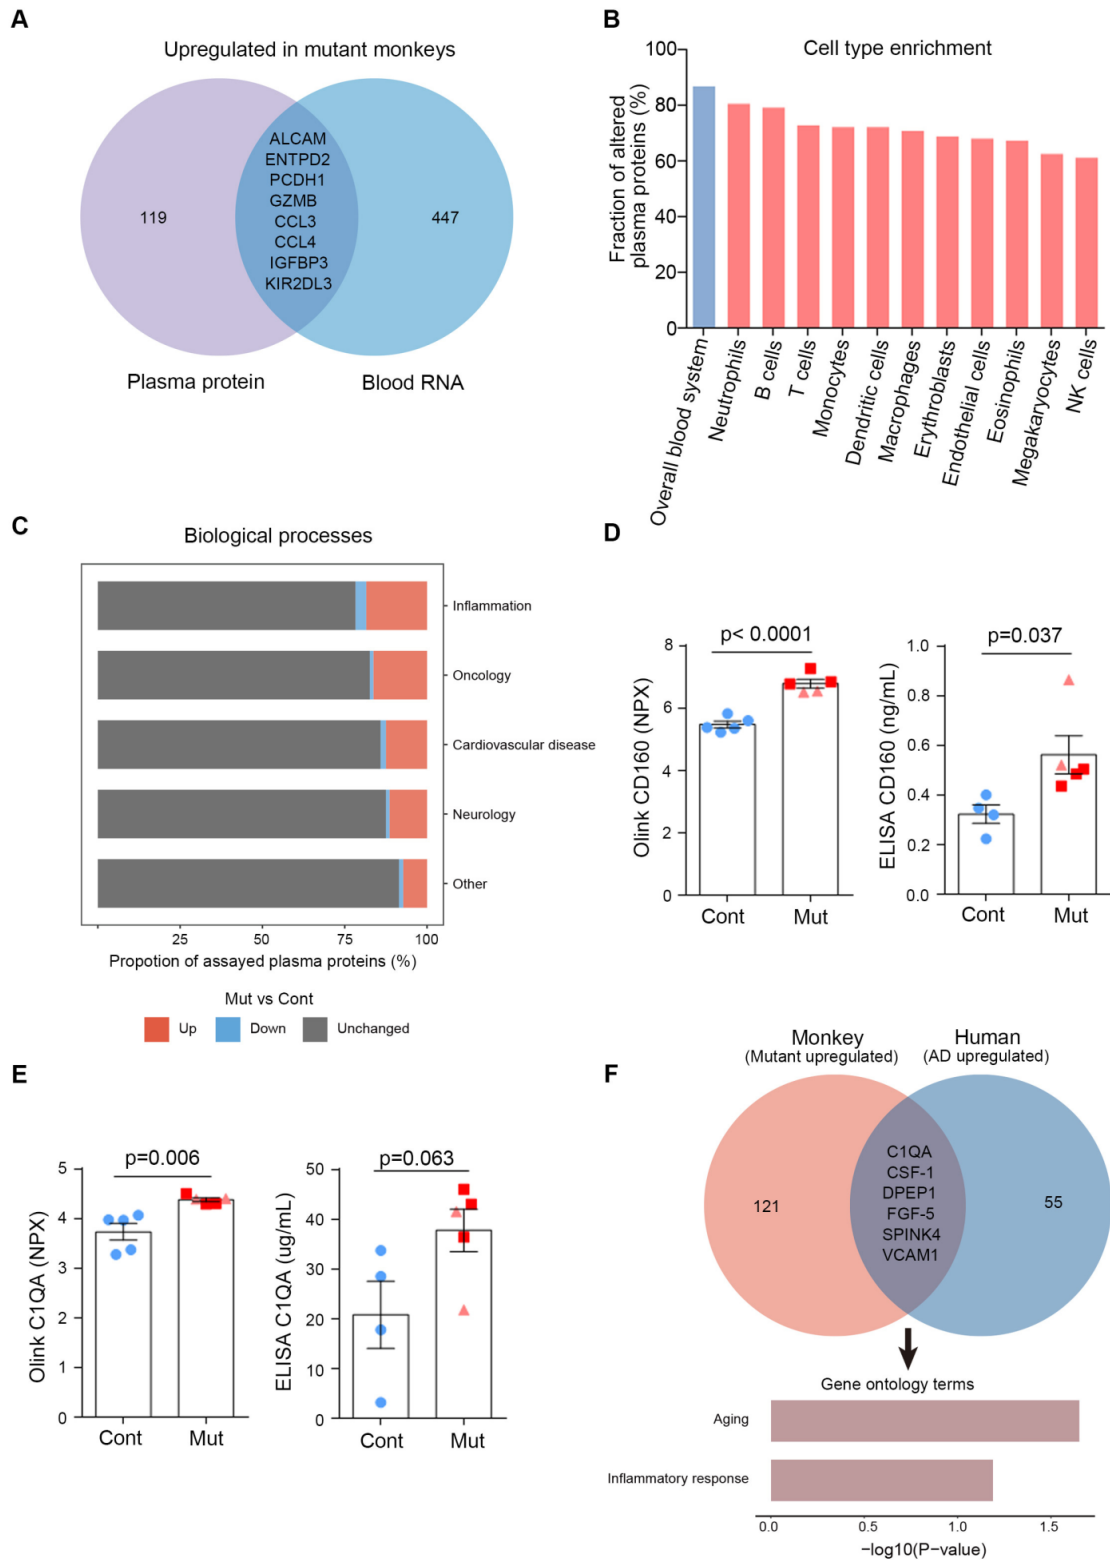 A
Upregulated in mutant monkeys
119
ALCAM
ENTPD2
PCDH1
GZMB
CCL3
CCL4
IGFBP3
KIR2DL3
447
Plasma protein
Blood RNA
B
Cell type enrichment
Fraction of altered
plasma proteins (%)
100
80
60
40
20
0
Overall blood system
Neutrophils
B cells
T cells
Monocytes
Dendritic cells
Macrophages
Erythroblasts
Endothelial cells
Eosinophils
Megakaryocytes
NK cells
C
Biological processes
Inflammation
Oncology
Cardiovascular disease
Neurology
Other
25
50
75
100
Propotion of assayed plasma proteins (%)
Mut vs Cont
Up
Down
Unchanged
D
Olink CD160 (NPX)
8
6
4
2
0
p< 0.0001
Cont
Mut
ELISA CD160 (ng/mL)
1.0
0.8
0.6
0.4
0.2
0.0
p=0.037
Cont
Mut
E
Olink C1QA (NPX)
5
4
3
2
1
0
p=0.006
Cont
Mut
ELISA C1QA (ug/mL)
50
40
30
20
10
0
p=0.063
Cont
Mut
F
Monkey
(Mutant upregulated)
Human
(AD upregulated)
121
C1QA
CSF-1
DPEP1
FGF-5
SPINK4
VCAM1
55
Gene ontology terms
Aging
Inflammatory response
0.0
0.5
1.0
1.5
−log10(P−value)